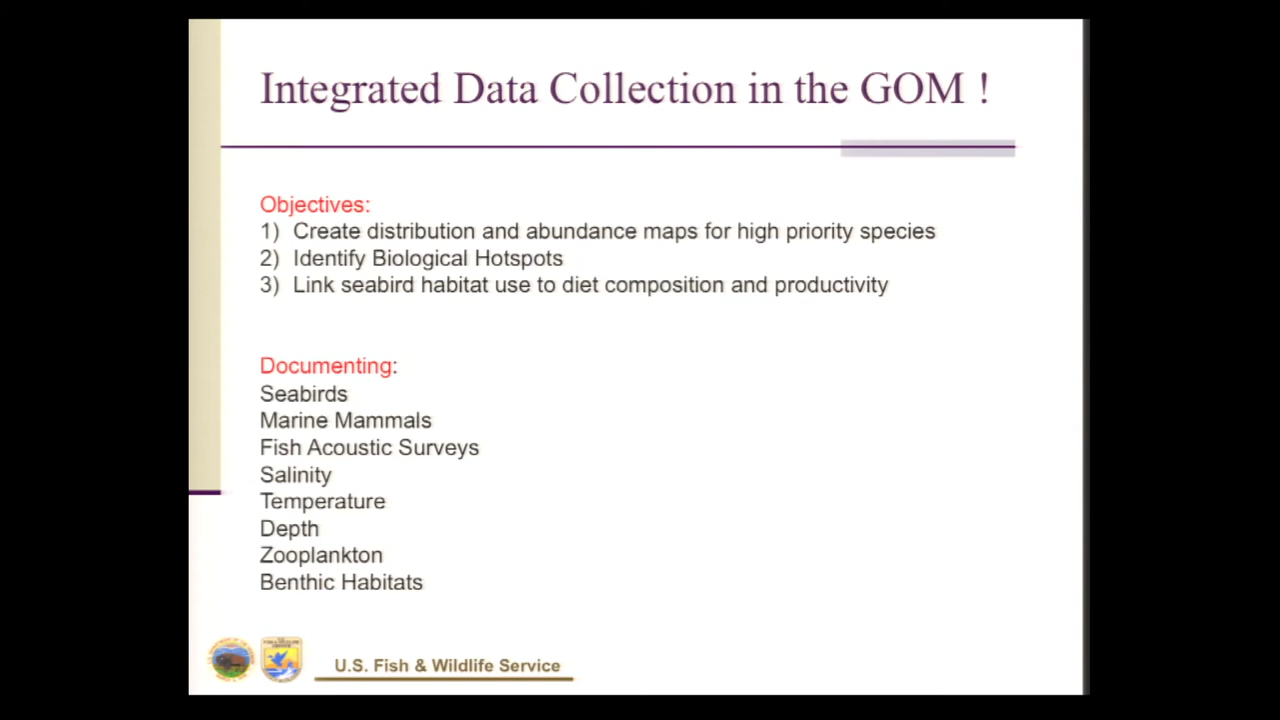 Integrated Data Collection in the GOM !
Objectives:
1) Create distribution and abundance maps for high priority species
2) Identify Biological Hotspots
3) Link seabird habitat use to diet composition and productivity
Documenting:
Seabirds
Marine Mammals
Fish Acoustic Surveys
Salinity
Temperature
Depth
Zooplankton
Benthic Habitats
U.S. Fish & Wildlife Service